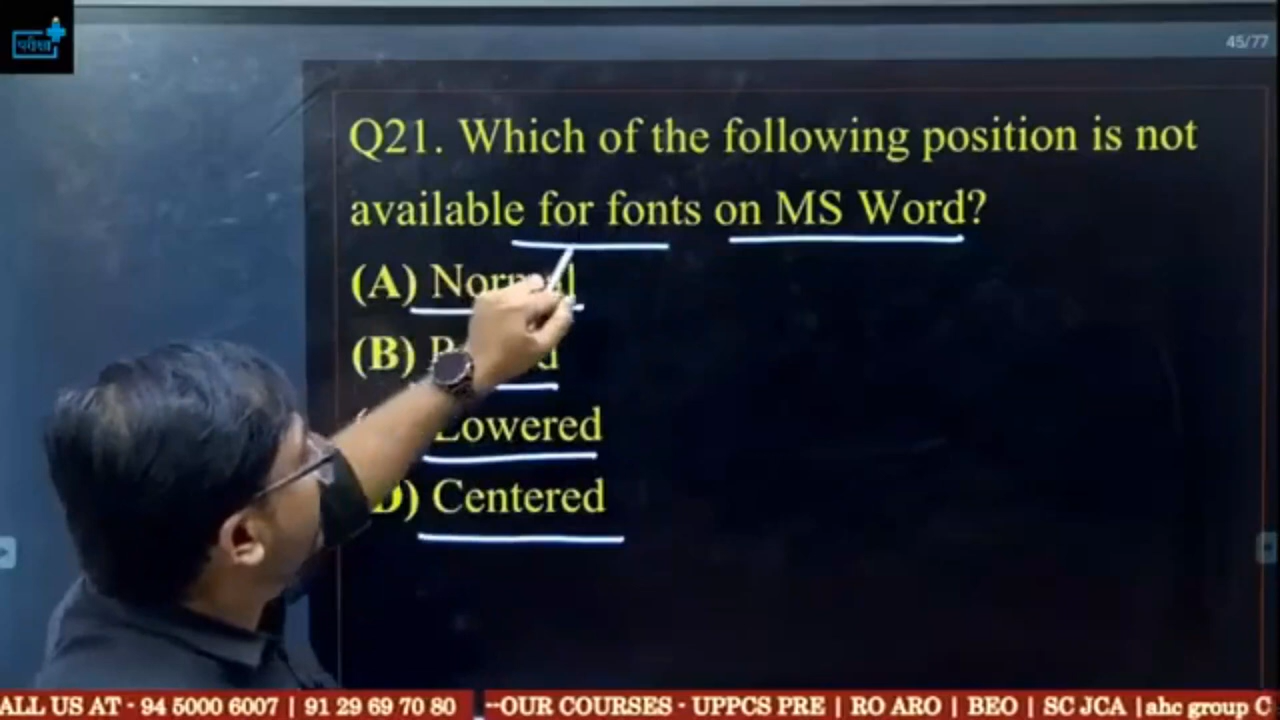 परीक्षा
45/77
Q21. Which of the following position is not
available for fonts on MS Word?
(A) Normal
(B)
Lowered
(D) Centered
ALL US AT - 94 5000 6007 | 91 29 69 70 80 --OUR COURSES - UPPCS PRE | RO ARO | BEO | SC JCA |ahc group C